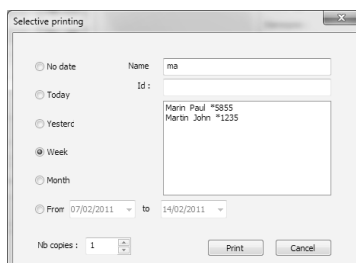 Selective printing
No date
Name
ma
Id :
Today
Marin Paul *5855
Martin John *1235
Yesterc
Week
Month
From 07/02/2011 to 14/02/2011
Nb copies : 1
Print
Cancel